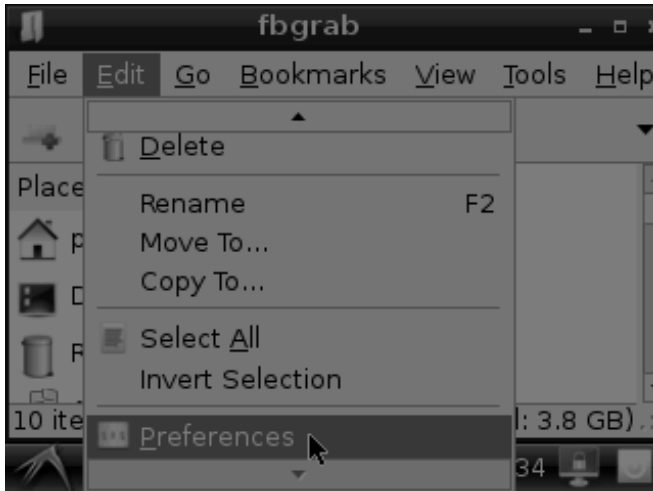 fbgrab
File Edit Go Bookmarks View Tools Help
Delete
Place
Rename F2
Move To...
Copy To...
Select All
Invert Selection
10 ite : 3.8 GB)
Preferences
34